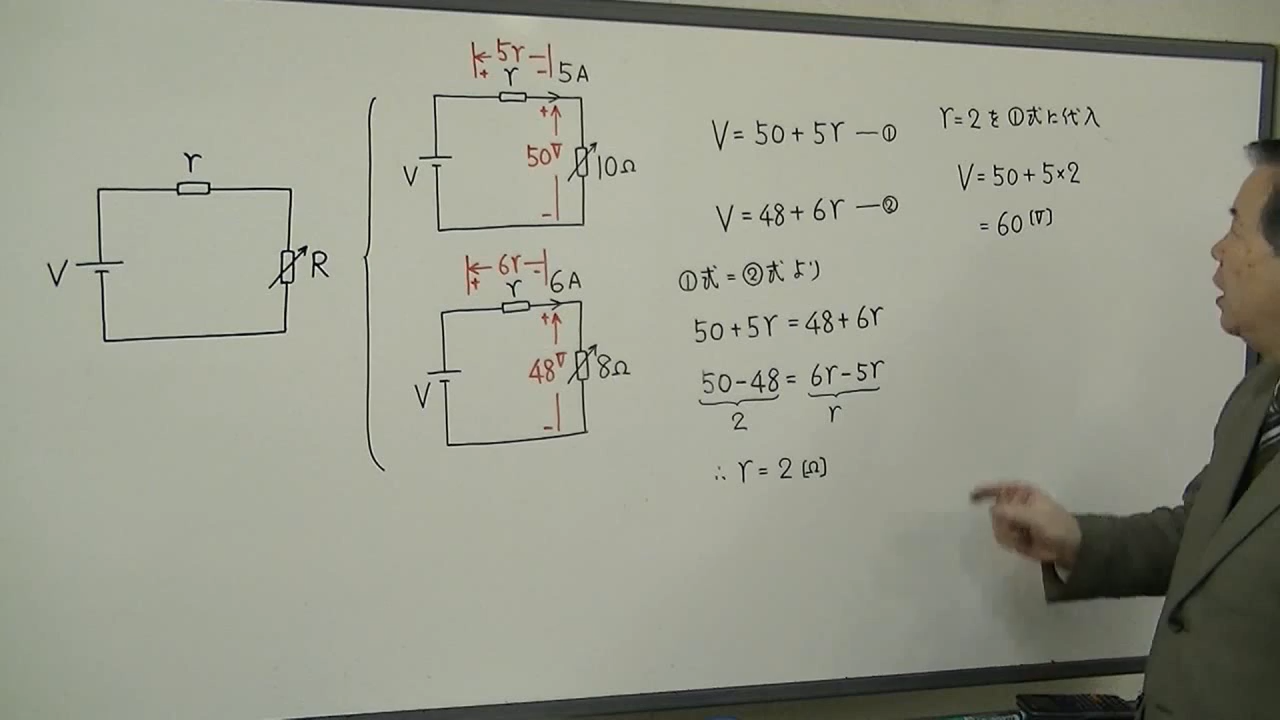 r
V
R
5r
+ −
r
5A
+
50V
V
10Ω
−
6r
+ −
r
6A
+
48V
8Ω
V
−
V = 50 + 5r ―①
V = 48 + 6r ―②
①式 = ②式より
50 + 5r = 48 + 6r
50 − 48 = 6r − 5r
2 r
∴ r = 2 [Ω]
r = 2を①式に代入
V = 50 + 5×2
= 60 [V]